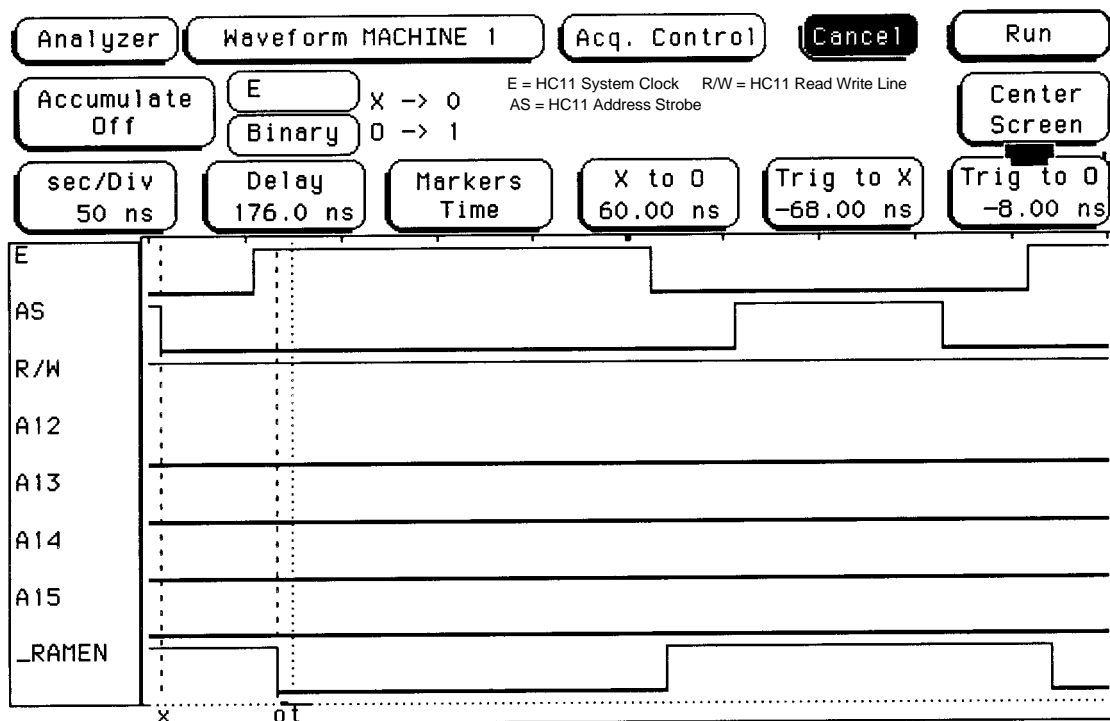 Analyzer Waveform MACHINE 1 Acq. Control Cancel Run
Accumulate Off
E X -> O
Binary O -> 1
E = HC11 System Clock R/W = HC11 Read Write Line
AS = HC11 Address Strobe
Center Screen
sec/Div Delay Markers X to O Trig to X Trig to O
50 ns 176.0 ns Time 60.00 ns -68.00 ns -8.00 ns
E
AS
R/W
A12
A13
A14
A15
_RAMEN
x o t